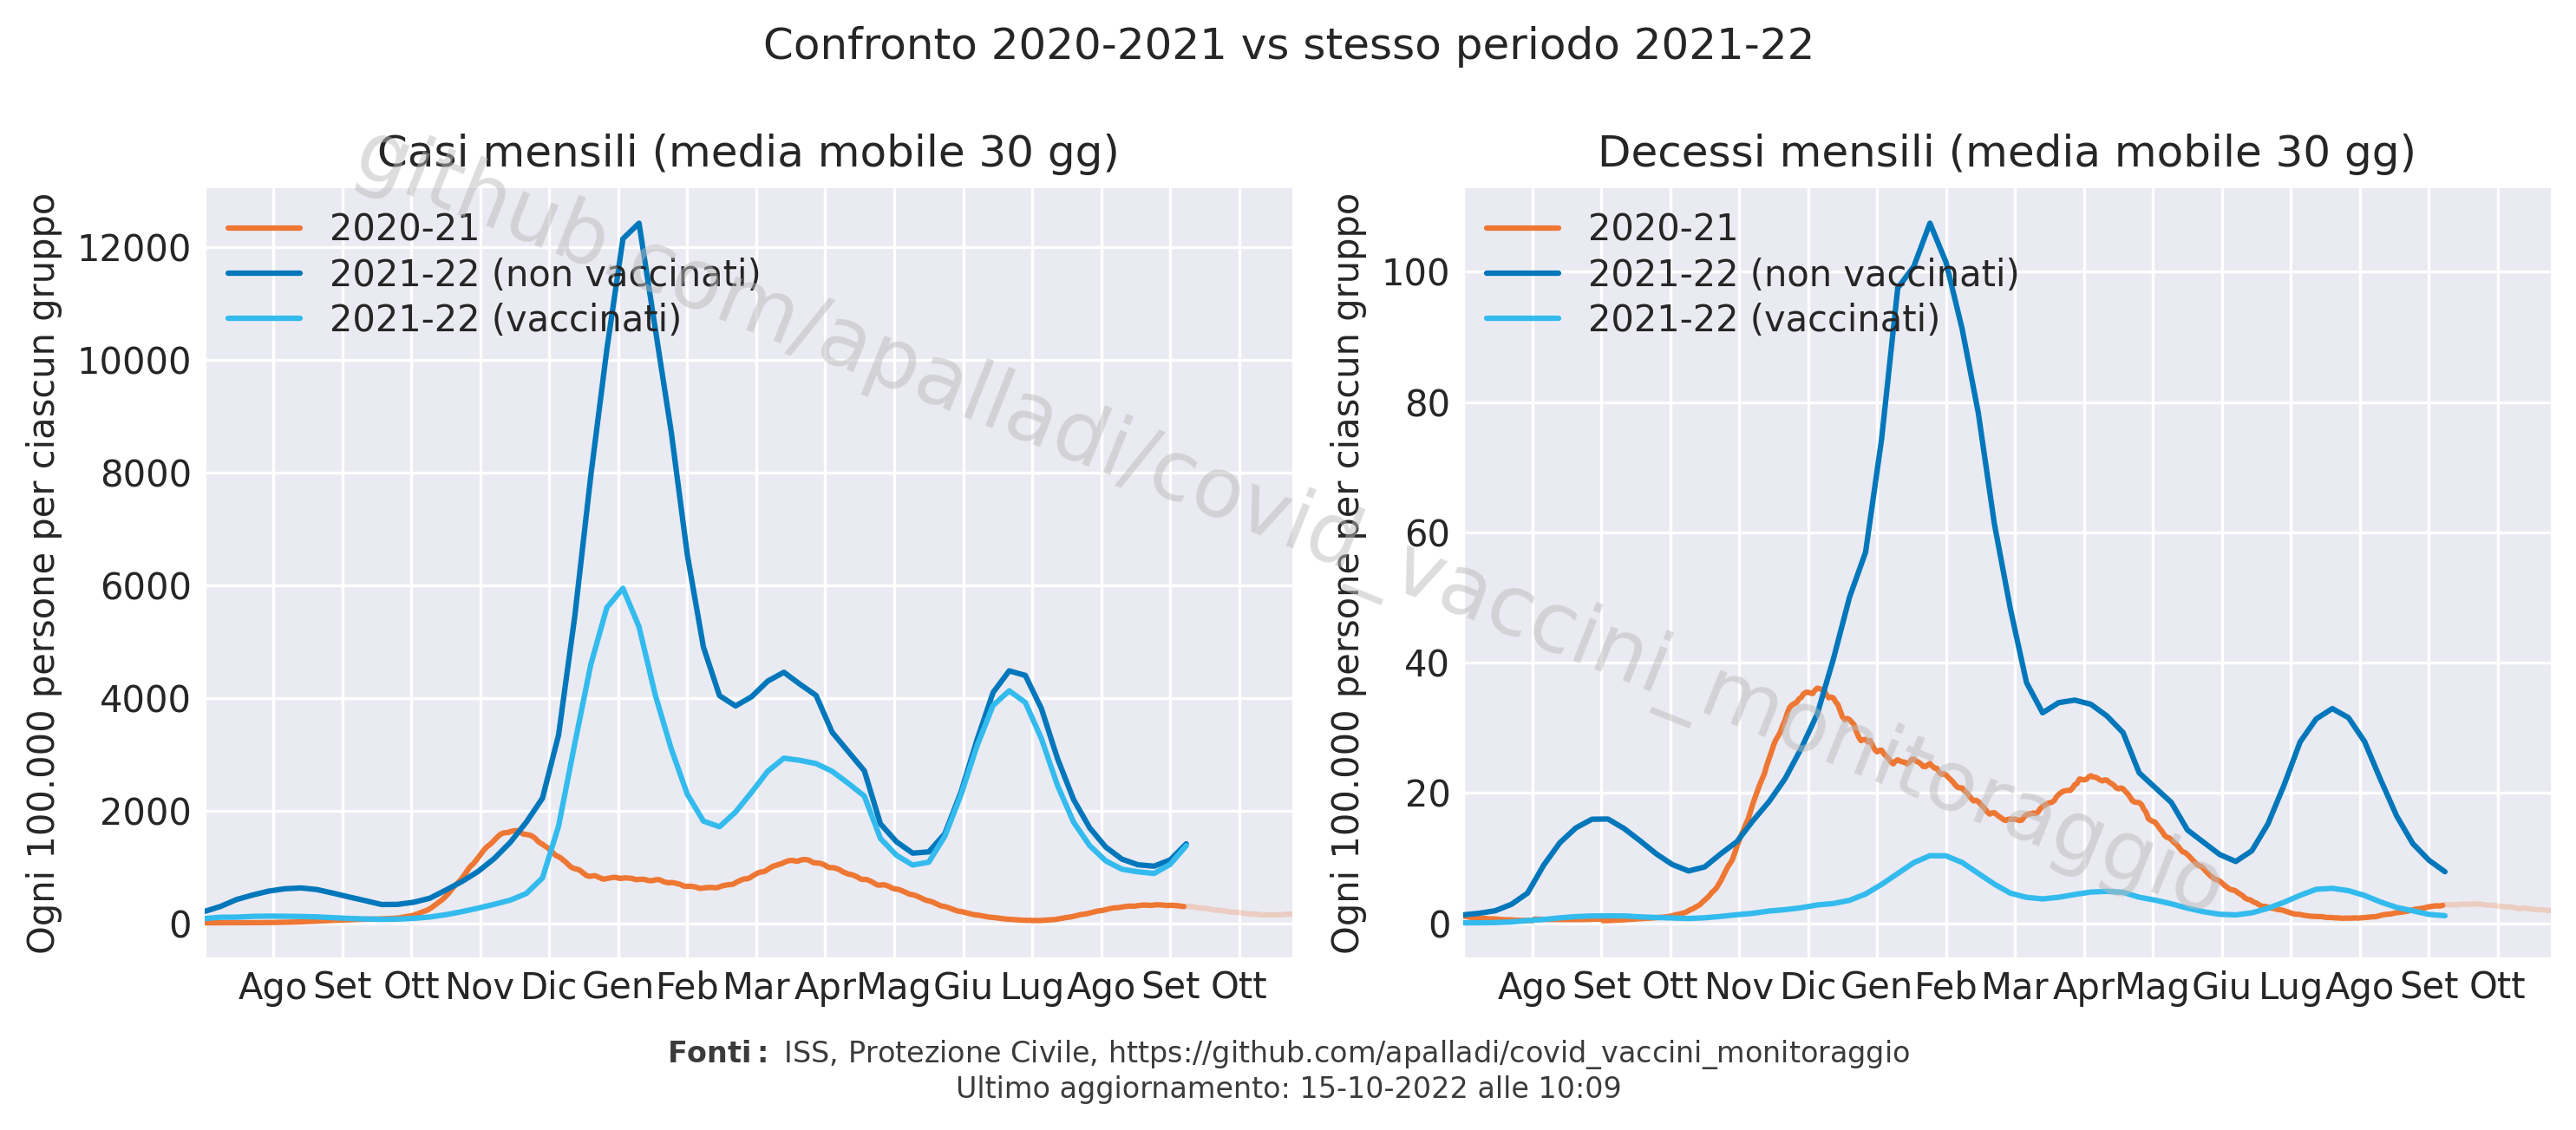 Confronto 2020-2021 vs stesso periodo 2021-22
Casi mensili (media mobile 30 gg)
Ogni 100.000 persone per ciascun gruppo
12000
10000
8000
6000
4000
2000
0
2020-21
2021-22 (non vaccinati)
2021-22 (vaccinati)
Ago Set Ott Nov Dic Gen Feb Mar Apr Mag Giu Lug Ago Set Ott
Decessi mensili (media mobile 30 gg)
Ogni 100.000 persone per ciascun gruppo
100
80
60
40
20
0
2020-21
2021-22 (non vaccinati)
2021-22 (vaccinati)
Ago Set Ott Nov Dic Gen Feb Mar Apr Mag Giu Lug Ago Set Ott
github.com/apalladi/covid_vaccini_monitoraggio
Fonti: ISS, Protezione Civile, https://github.com/apalladi/covid_vaccini_monitoraggio
Ultimo aggiornamento: 15-10-2022 alle 10:09